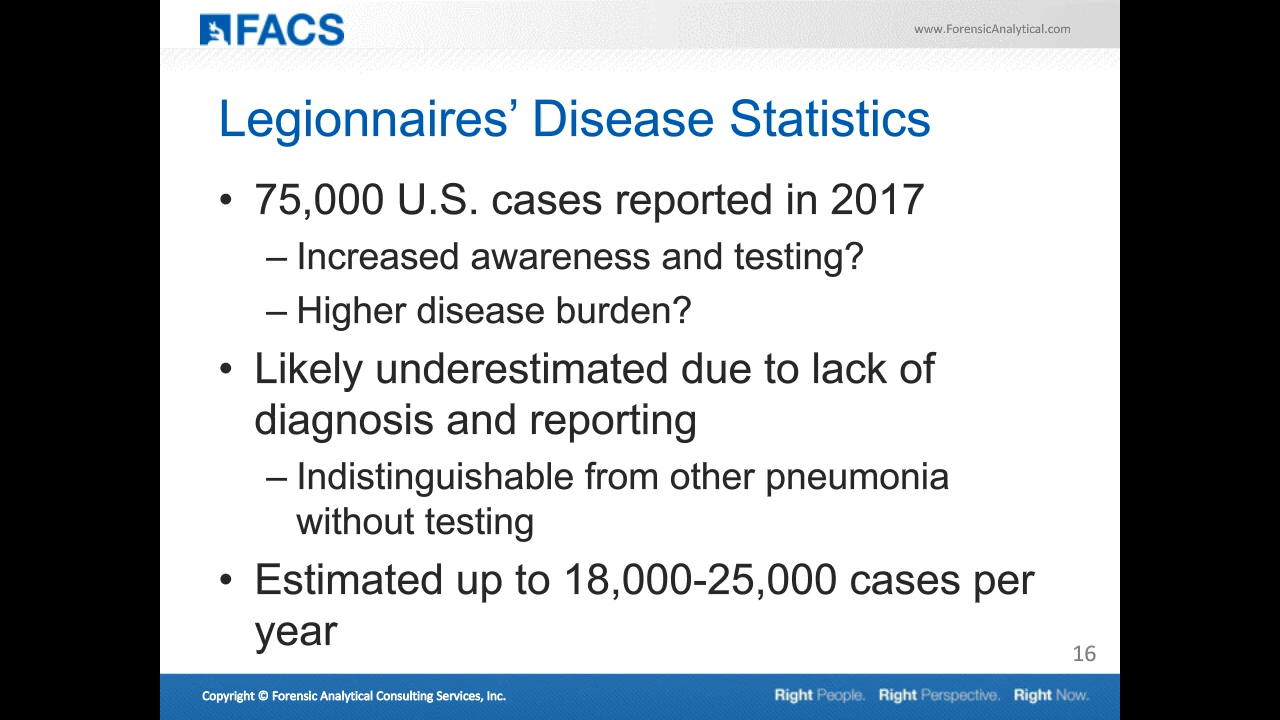 FACS
www.ForensicAnalytical.com
Legionnaires’ Disease Statistics
• 75,000 U.S. cases reported in 2017
– Increased awareness and testing?
– Higher disease burden?
• Likely underestimated due to lack of
diagnosis and reporting
– Indistinguishable from other pneumonia
without testing
• Estimated up to 18,000-25,000 cases per
year
16
Copyright © Forensic Analytical Consulting Services, Inc.
Right People. Right Perspective. Right Now.